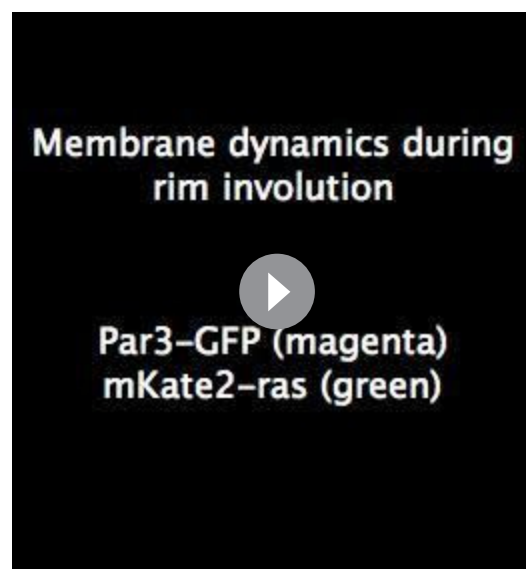 Membrane dynamics during
rim involution
Par3-GFP (magenta)
mKate2-ras (green)